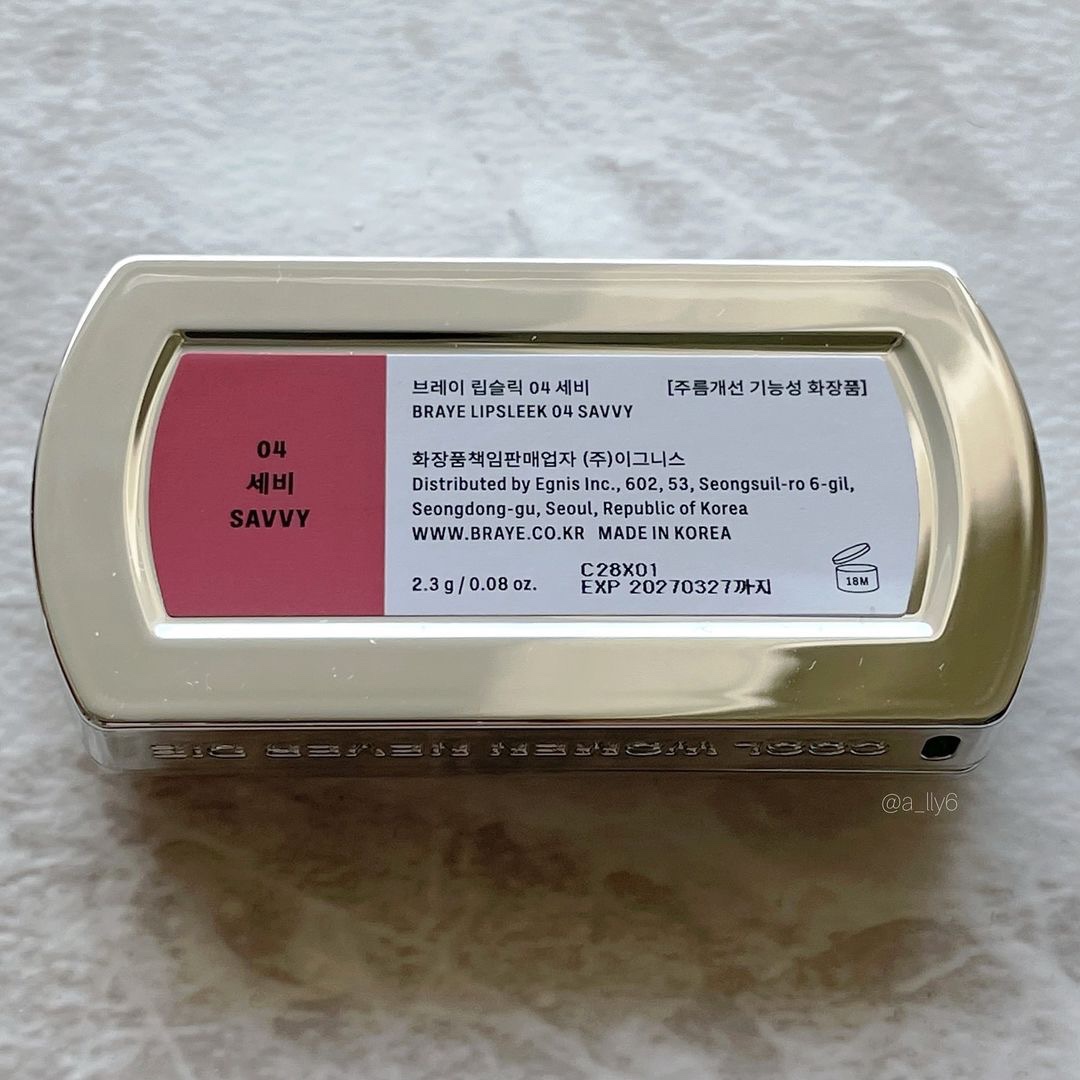 04
세비
SAVVY
브레이 립슬릭 04 세비 [주름개선 기능성 화장품]
BRAYE LIPSLEEK 04 SAVVY
화장품책임판매업자 (주)이그니스
Distributed by Egnis Inc., 602, 53, Seongsuil-ro 6-gil,
Seongdong-gu, Seoul, Republic of Korea
WWW.BRAYE.CO.KR MADE IN KOREA
2.3 g / 0.08 oz.
C28X01
EXP 20270327까지
18M
COOL WOMEN NEVER DIE
@a_lly6